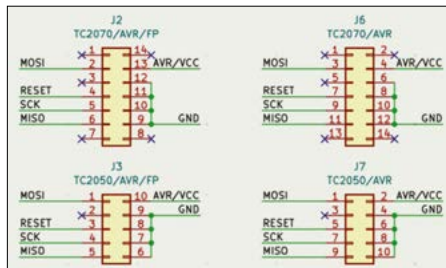 J2
TC2070/AVR/FP
1 14
MOSI 2 13 AVR/VCC
3 12
RESET 4 11
SCK 5 10
MISO 6 9 GND
7 8
J6
TC2070/AVR
1 2
MOSI 3 4 AVR/VCC
5 6
RESET 7 8
SCK 9 10
MISO 11 12 GND
13 14
J3
TC2050/AVR/FP
MOSI 1 10 AVR/VCC
2 9 GND
RESET 3 8
SCK 4 7
MISO 5 6
J7
TC2050/AVR
MOSI 1 2 AVR/VCC
3 4 GND
RESET 5 6
SCK 7 8
MISO 9 10